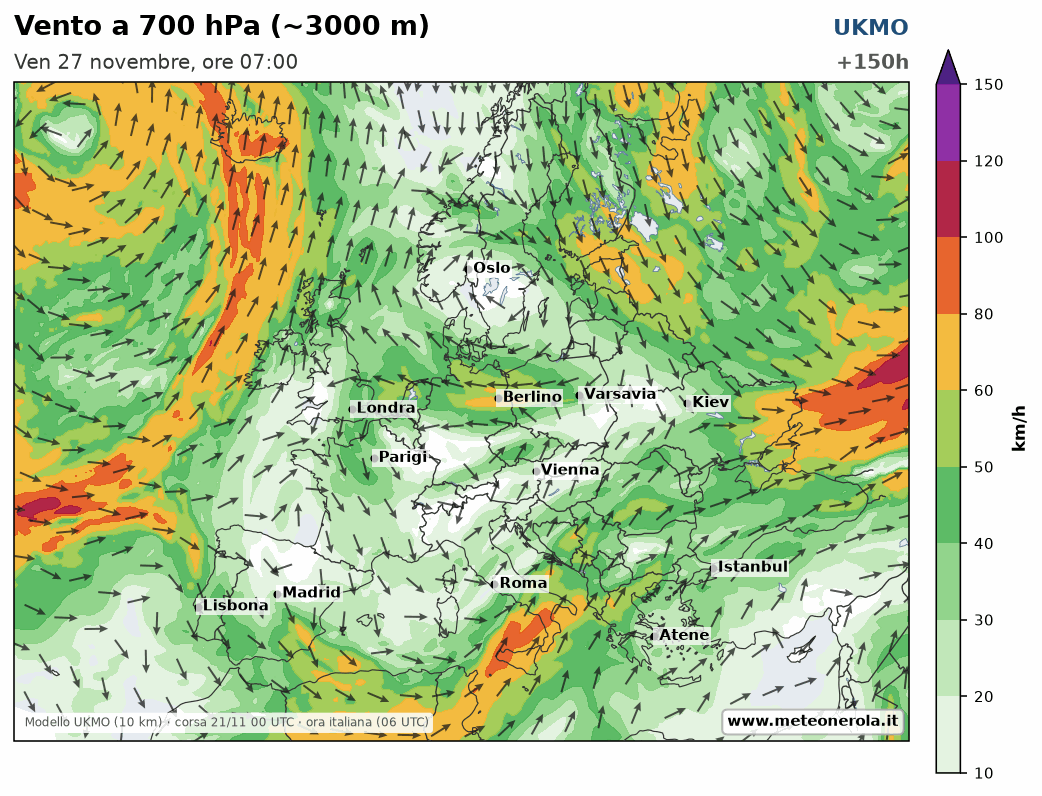 Vento a 700 hPa (~3000 m)
UKMO
Ven 27 novembre, ore 07:00
+150h
150
120
100
80
60
50
40
30
20
10
km/h
Oslo
Berlino
Varsavia
Kiev
Londra
Parigi
Vienna
Istanbul
Roma
Madrid
Lisbona
Atene
Modello UKMO (10 km) · corsa 21/11 00 UTC · ora italiana (06 UTC)
www.meteonerola.it